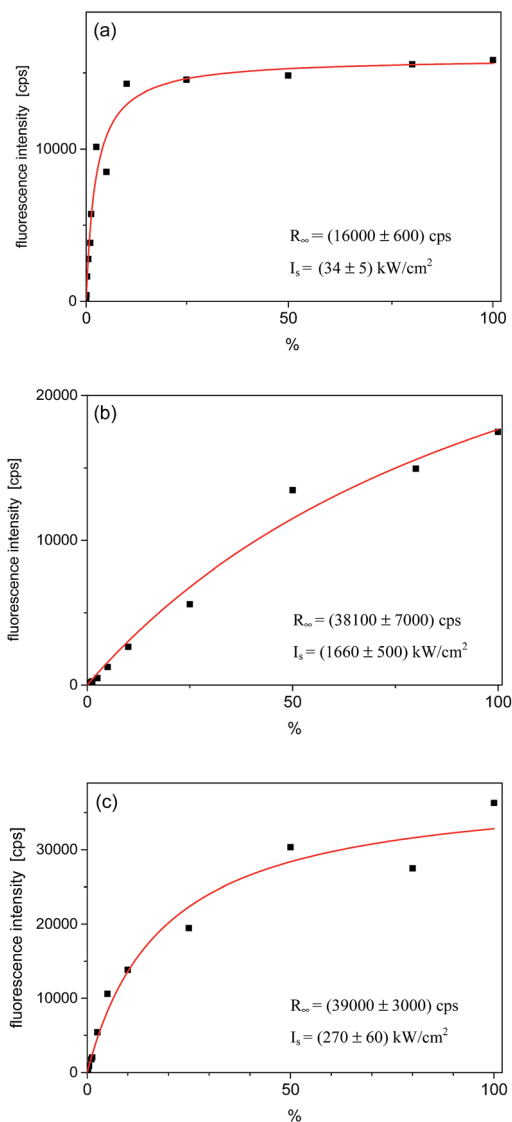 (a)
fluorescence intensity [cps]
10000
0
R∞ = (16000 ± 600) cps
Is = (34 ± 5) kW/cm²
0 50 100
%
(b)
fluorescence intensity [cps]
20000
10000
0
R∞ = (38100 ± 7000) cps
Is = (1660 ± 500) kW/cm²
0 50 100
%
(c)
fluorescence intensity [cps]
30000
20000
10000
0
R∞ = (39000 ± 3000) cps
Is = (270 ± 60) kW/cm²
0 50 100
%